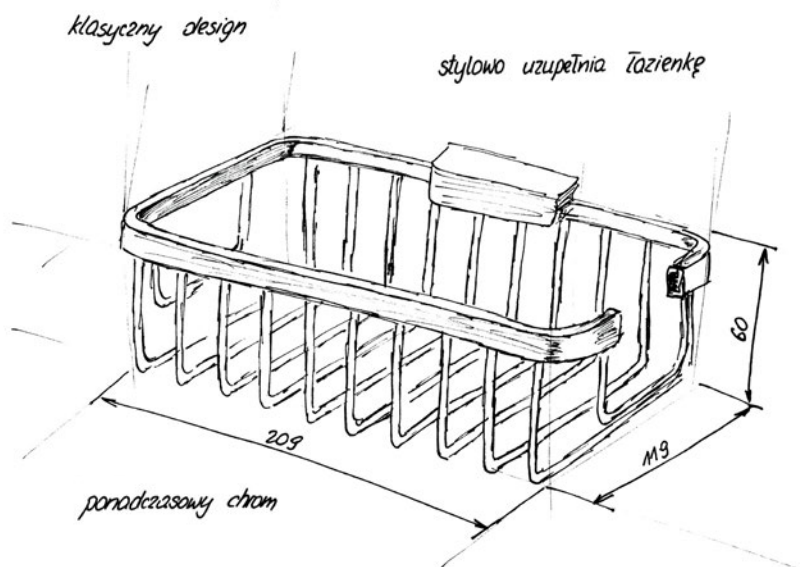 klasyczny design
stylowo uzupełnia łazienkę
60
119
209
ponadczasowy chrom